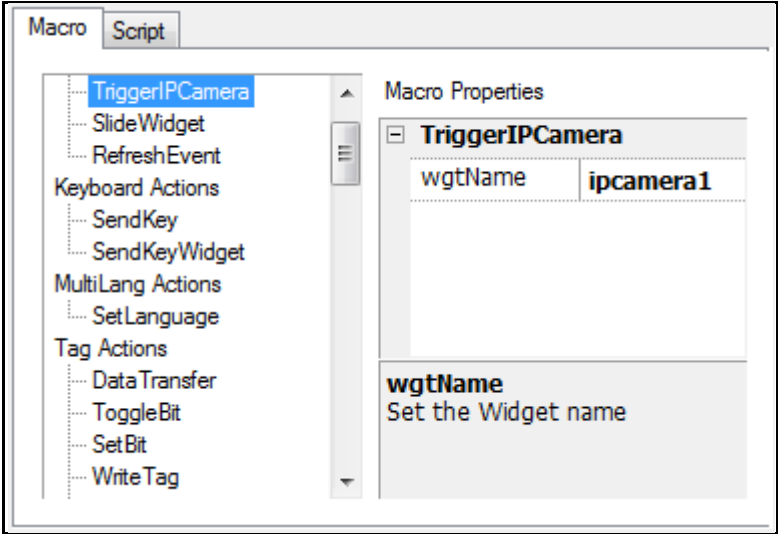 Macro Script
TriggerIPCamera
SlideWidget
RefreshEvent
Keyboard Actions
SendKey
SendKeyWidget
MultiLang Actions
SetLanguage
Tag Actions
DataTransfer
ToggleBit
SetBit
WriteTag
Macro Properties
TriggerIPCamera
wgtName ipcamera1
wgtName
Set the Widget name